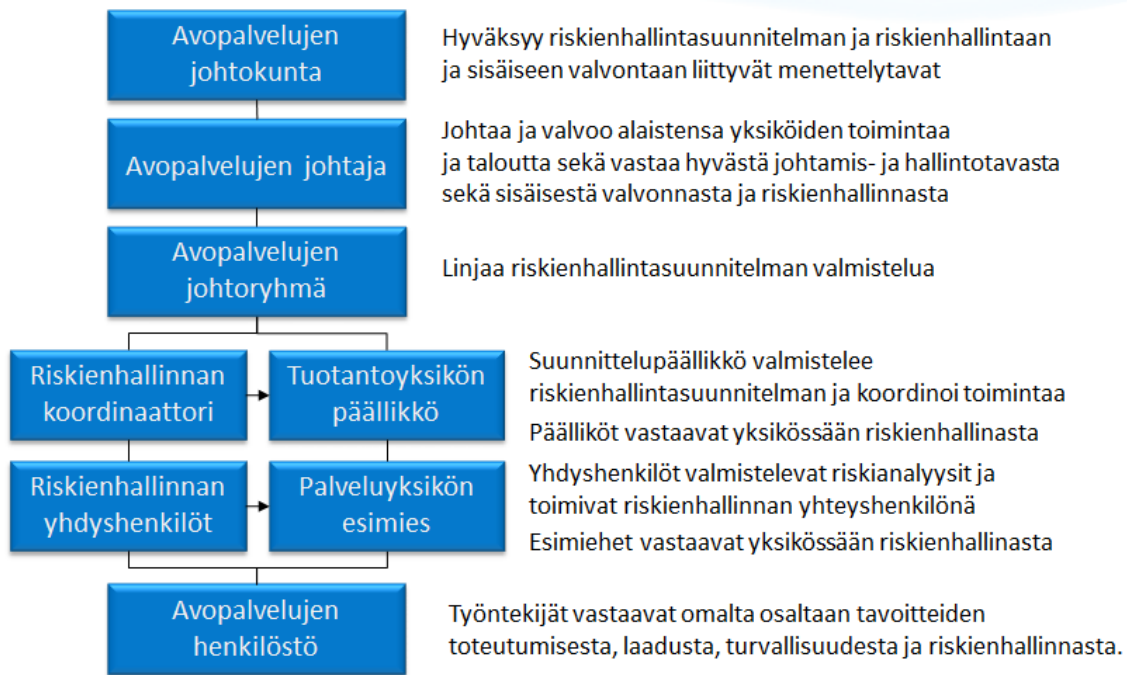 Avopalvelujen
johtokunta
Hyväksyy riskienhallintasuunnitelman ja riskienhallintaan
ja sisäiseen valvontaan liittyvät menettelytavat
Avopalvelujen johtaja
Johtaa ja valvoo alaistensa yksiköiden toimintaa
ja taloutta sekä vastaa hyvästä johtamis- ja hallintotavasta
sekä sisäisestä valvonnasta ja riskienhallinnasta
Avopalvelujen
johtoryhmä
Linjaa riskienhallintasuunnitelman valmistelua
Riskienhallinnan
koordinaattori
Tuotantoyksikön
päällikkö
Suunnittelupäällikkö valmistelee
riskienhallintasuunnitelman ja koordinoi toimintaa
Päälliköt vastaavat yksikössään riskienhallinasta
Riskienhallinnan
yhdyshenkilöt
Palveluyksikön
esimies
Yhdyshenkilöt valmistelevat riskianalyysit ja
toimivat riskienhallinnan yhteyshenkilönä
Esimiehet vastaavat yksikössään riskienhallinasta
Avopalvelujen
henkilöstö
Työntekijät vastaavat omalta osaltaan tavoitteiden
toteutumisesta, laadusta, turvallisuudesta ja riskienhallinnasta.